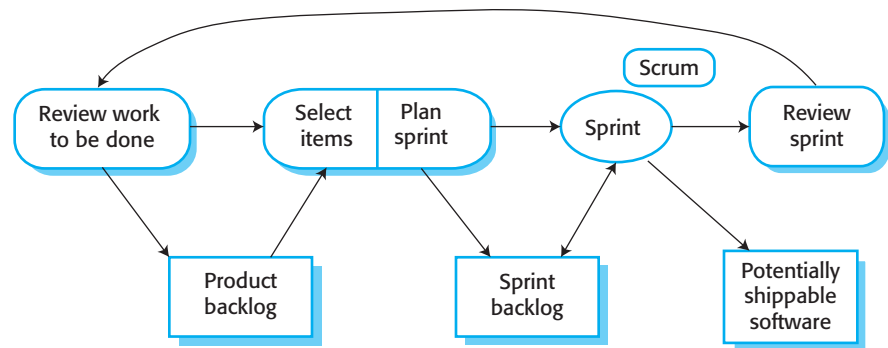 Scrum
Review work
to be done
Select
items
Plan
sprint
Sprint
Review
sprint
Product
backlog
Sprint
backlog
Potentially
shippable
software